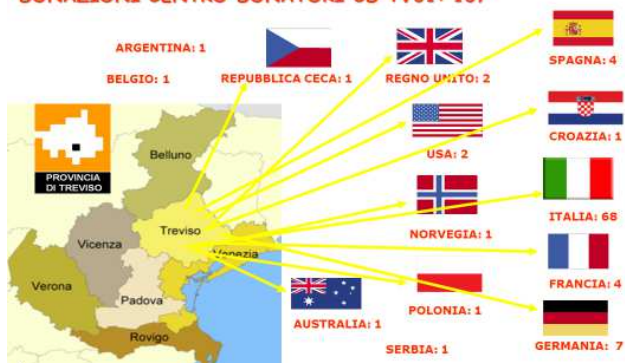 ARGENTINA: 1
BELGIO: 1
REPUBBLICA CECA: 1
REGNO UNITO: 2
SPAGNA: 4
USA: 2
CROAZIA: 1
PROVINCIA
DI TREVISO
Belluno
Treviso
Vicenza
Venezia
Verona
Padova
Rovigo
NORVEGIA: 1
ITALIA: 68
FRANCIA: 4
AUSTRALIA: 1
POLONIA: 1
SERBIA: 1
GERMANIA: 7